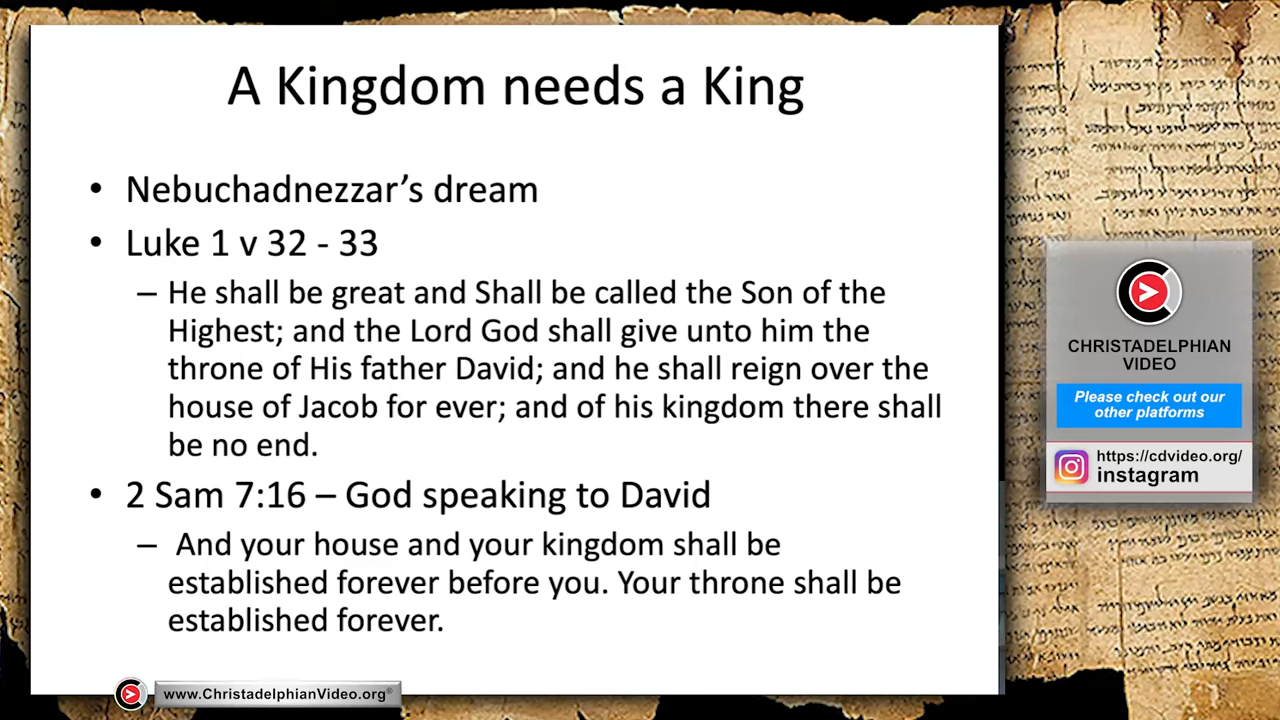 A Kingdom needs a King
• Nebuchadnezzar’s dream
• Luke 1 v 32 - 33
– He shall be great and Shall be called the Son of the
Highest; and the Lord God shall give unto him the
throne of His father David; and he shall reign over the
house of Jacob for ever; and of his kingdom there shall
be no end.
• 2 Sam 7:16 – God speaking to David
– And your house and your kingdom shall be
established forever before you. Your throne shall be
established forever.
CHRISTADELPHIAN
VIDEO
Please check out our
other platforms
https://cdvideo.org/
instagram
www.ChristadelphianVideo.org®